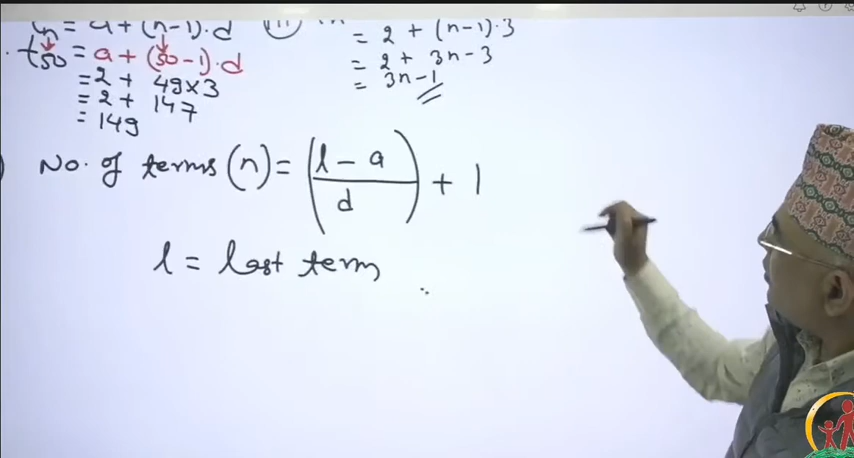 tn = a + (n-1)·d
t50 = a + (50-1)·d
= 2 + 49×3
= 2 + 147
= 149
= 2 + (n-1)·3
= 2 + 3n-3
= 3n-1
No. of terms (n) = (l - a / d) + 1
l = last term